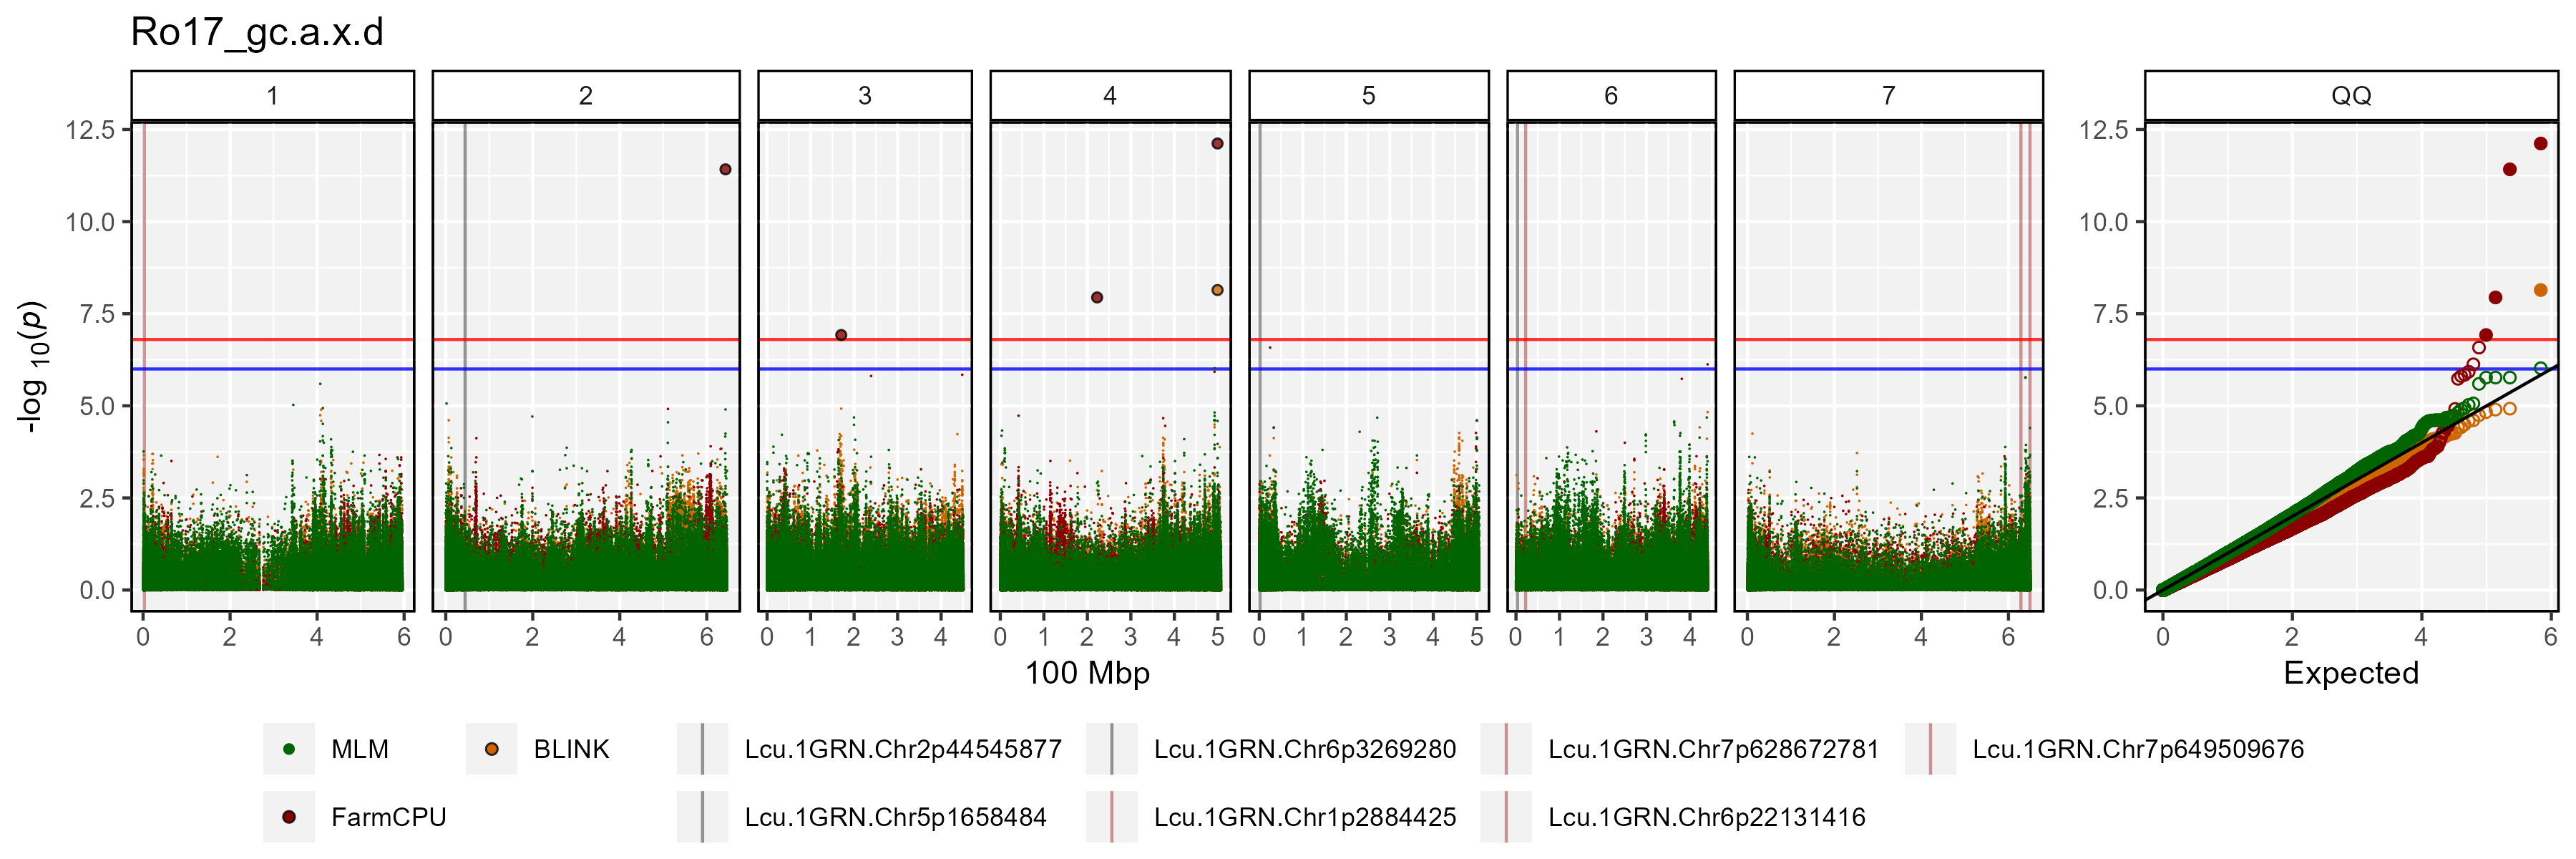 Ro17_gc.a.x.d
1 2 3 4 5 6 7 QQ
12.5 12.5
10.0 10.0
7.5 7.5
5.0 5.0
2.5 2.5
0.0 0.0
-log 10(p)
0 2 4 6 0 2 4 6 0 1 2 3 4 0 1 2 3 4 5 0 1 2 3 4 5 0 1 2 3 4 0 2 4 6 0 2 4 6
100 Mbp Expected
MLM BLINK Lcu.1GRN.Chr2p44545877 Lcu.1GRN.Chr6p3269280 Lcu.1GRN.Chr7p628672781 Lcu.1GRN.Chr7p649509676
FarmCPU Lcu.1GRN.Chr5p1658484 Lcu.1GRN.Chr1p2884425 Lcu.1GRN.Chr6p22131416